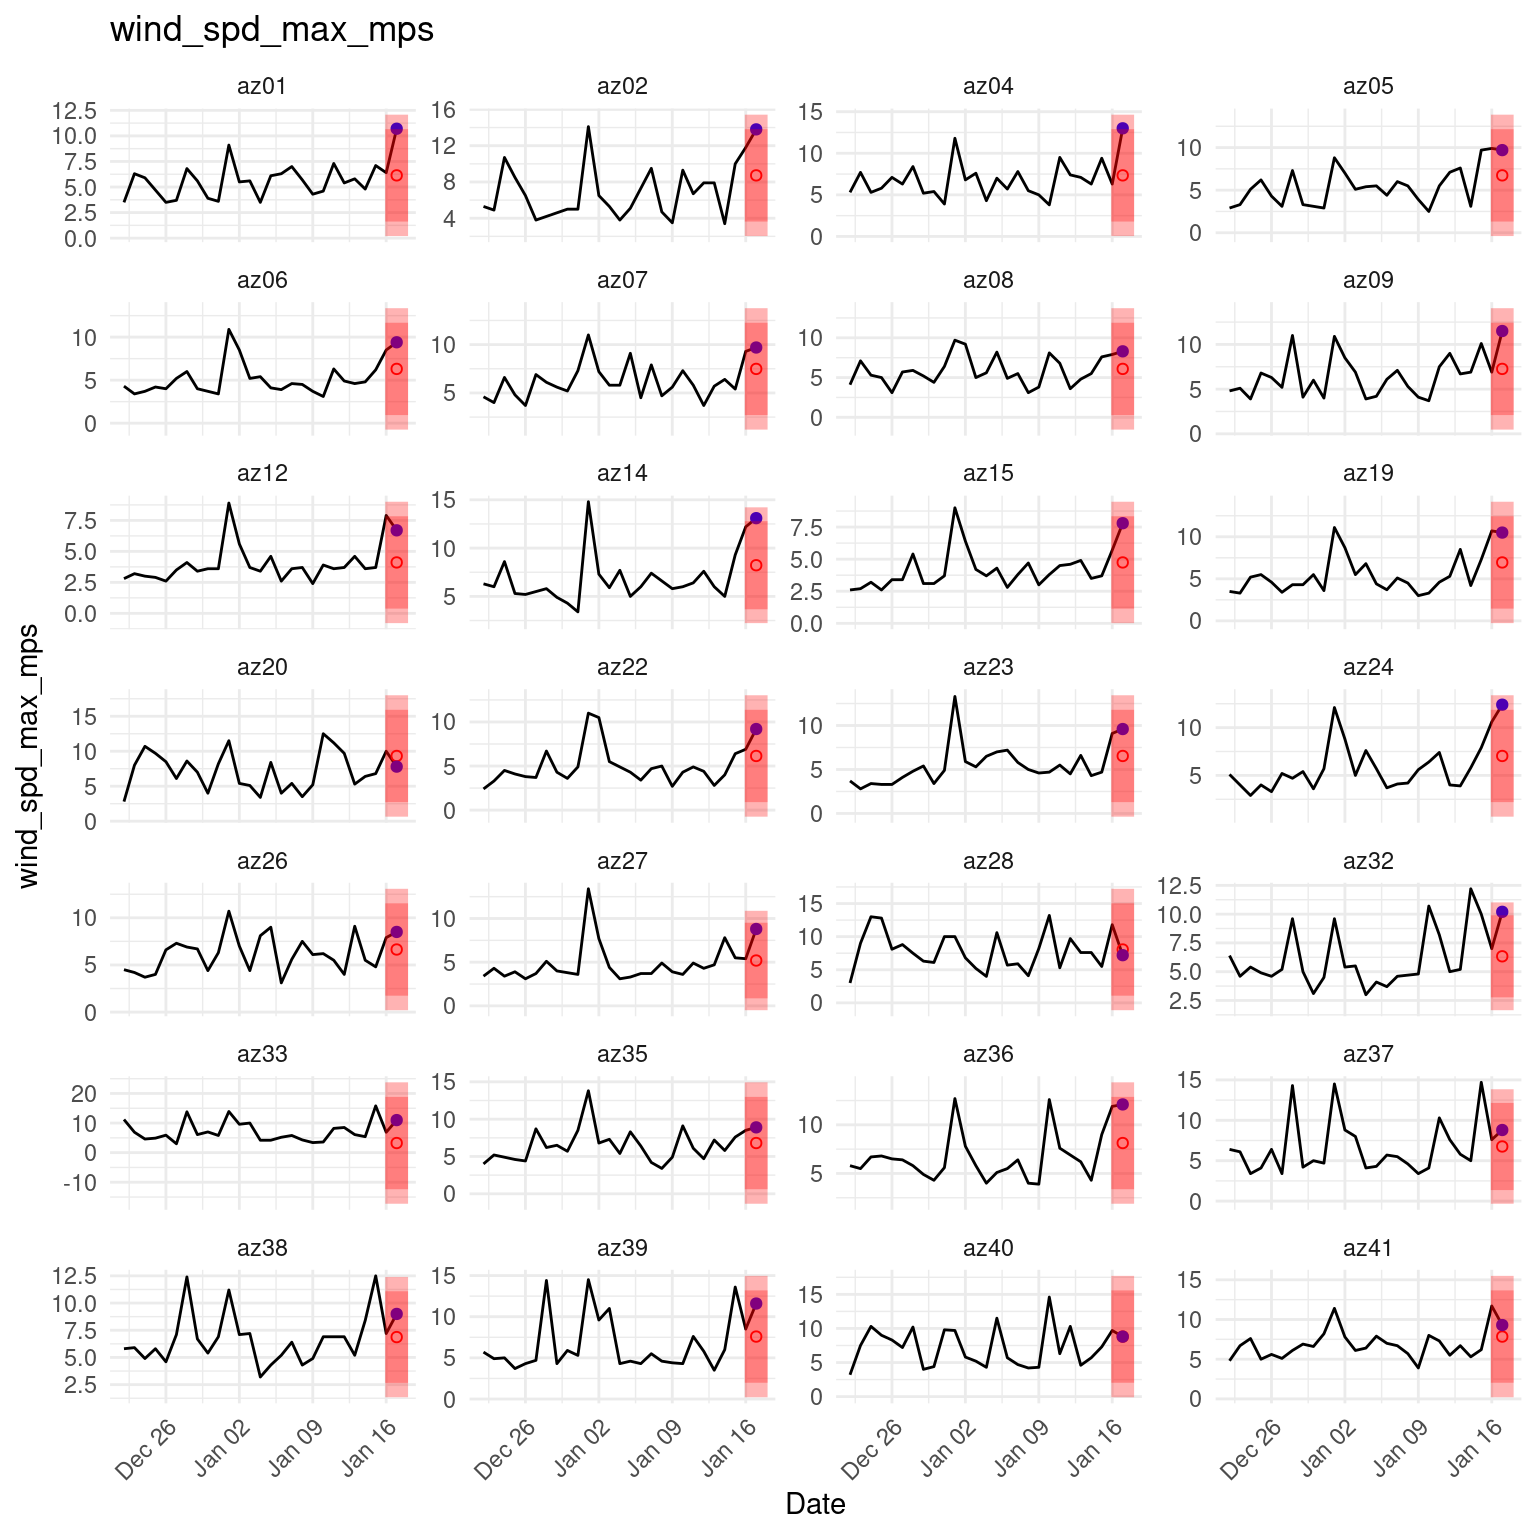 wind_spd_max_mps
az01 az02 az04 az05
12.5 10.0 7.5 5.0 2.5 0.0
16 12 8 4
15 10 5 0
10 5 0
az06 az07 az08 az09
10 5 0
10 5
10 5 0
10 5 0
az12 az14 az15 az19
7.5 5.0 2.5 0.0
15 10 5
7.5 5.0 2.5 0.0
10 5 0
az20 az22 az23 az24
15 10 5 0
10 5 0
10 5 0
10 5
az26 az27 az28 az32
10 5 0
10 5 0
15 10 5 0
12.5 10.0 7.5 5.0 2.5
az33 az35 az36 az37
20 10 0 -10
15 10 5 0
10 5
15 10 5 0
az38 az39 az40 az41
12.5 10.0 7.5 5.0 2.5
15 10 5 0
15 10 5 0
15 10 5 0
wind_spd_max_mps
Dec 26 Jan 02 Jan 09 Jan 16 Dec 26 Jan 02 Jan 09 Jan 16 Dec 26 Jan 02 Jan 09 Jan 16 Dec 26 Jan 02 Jan 09 Jan 16
Date